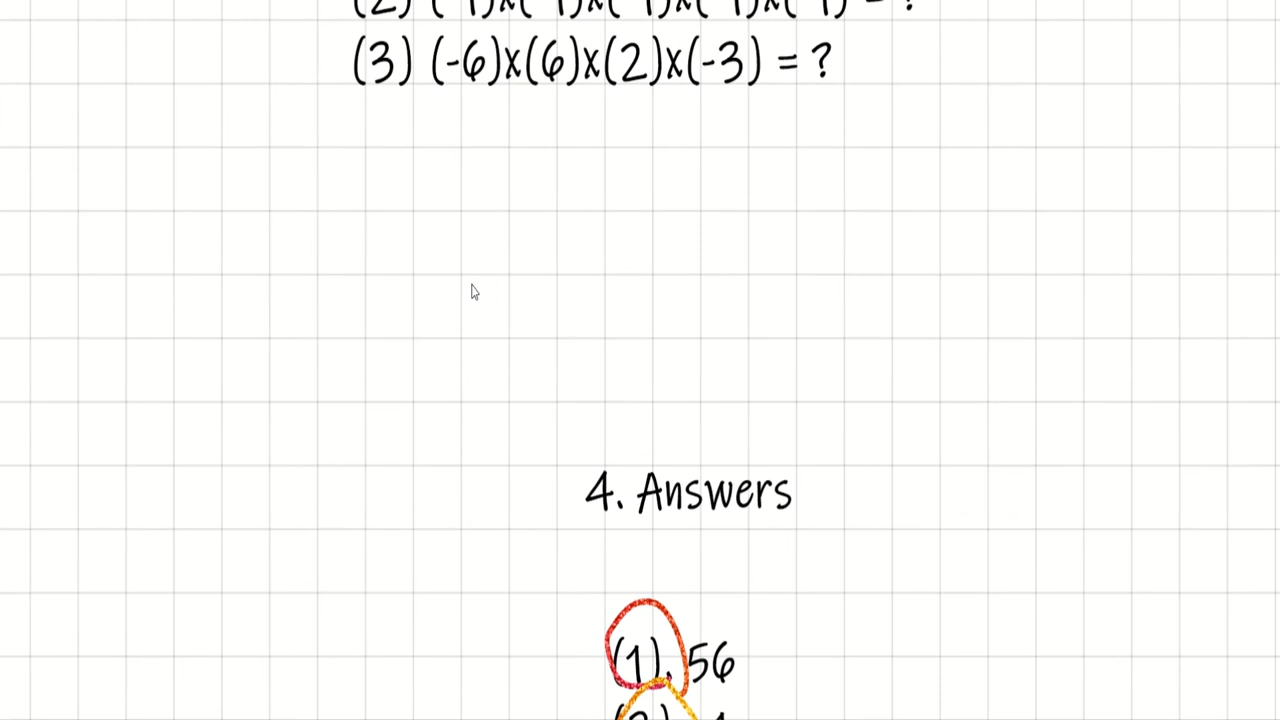 (3) (-6)x(6)x(2)x(-3) = ?
4. Answers
(1). 56